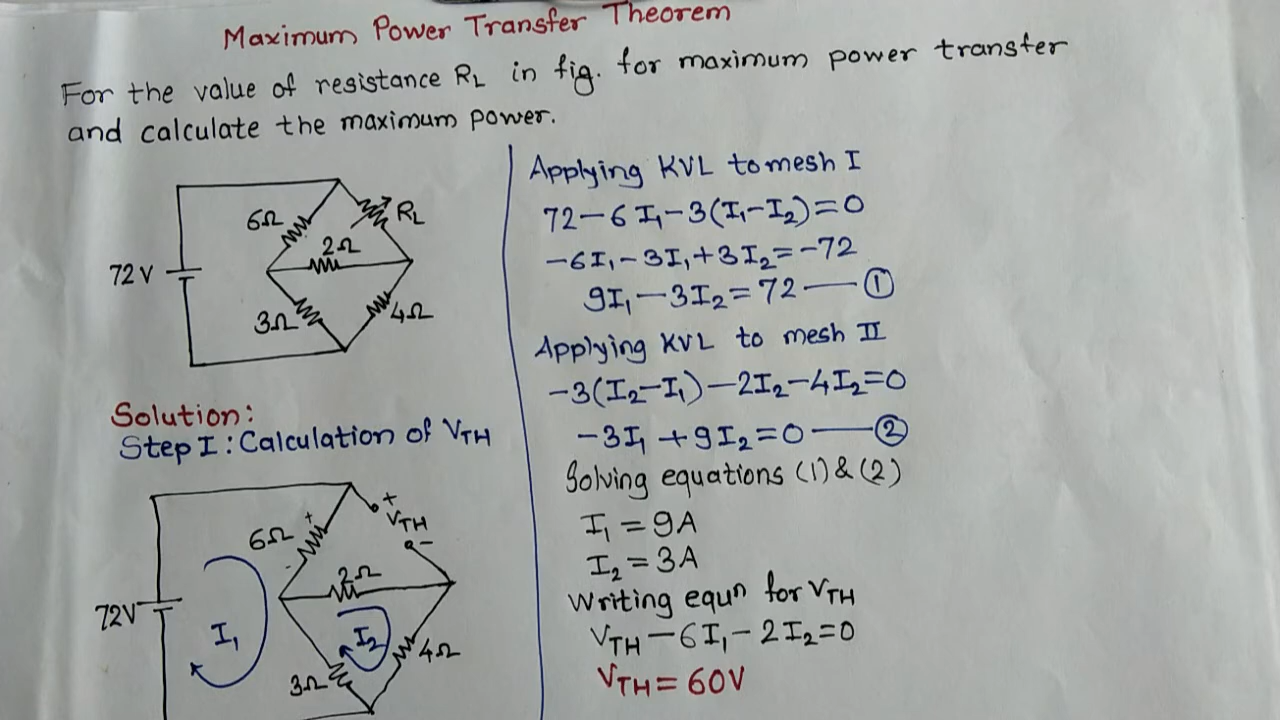 Maximum Power Transfer Theorem
For the value of resistance RL in fig. for maximum power transfer
and calculate the maximum power.
6Ω
RL
2Ω
72V
3Ω
4Ω
Solution:
Step I: Calculation of VTH
+
6Ω
+
VTH
-
-
2Ω
72V
I₁
I₂
4Ω
3Ω
Applying KVL to mesh I
72-6I₁-3(I₁-I₂)=0
-6I₁-3I₁+3I₂=-72
9I₁-3I₂=72 — ①
Applying KVL to mesh II
-3(I₂-I₁)-2I₂-4I₂=0
-3I₁+9I₂=0 — ②
Solving equations (1)&(2)
I₁=9A
I₂=3A
Writing equn for VTH
VTH-6I₁-2I₂=0
VTH=60V